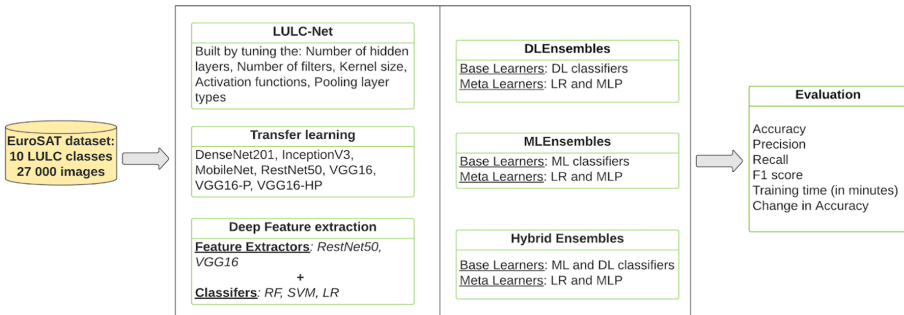 EuroSAT dataset:
10 LULC classes
27 000 images
LULC-Net
Built by tuning the: Number of hidden
layers, Number of filters, Kernel size,
Activation functions, Pooling layer
types
Transfer learning
DenseNet201, InceptionV3,
MobileNet, RestNet50, VGG16,
VGG16-P, VGG16-HP
Deep Feature extraction
Feature Extractors: RestNet50,
VGG16
+
Classifers: RF, SVM, LR
DLEnsembles
Base Learners: DL classifiers
Meta Learners: LR and MLP
MLEnsembles
Base Learners: ML classifiers
Meta Learners: LR and MLP
Hybrid Ensembles
Base Learners: ML and DL classifiers
Meta Learners: LR and MLP
Evaluation
Accuracy
Precision
Recall
F1 score
Training time (in minutes)
Change in Accuracy